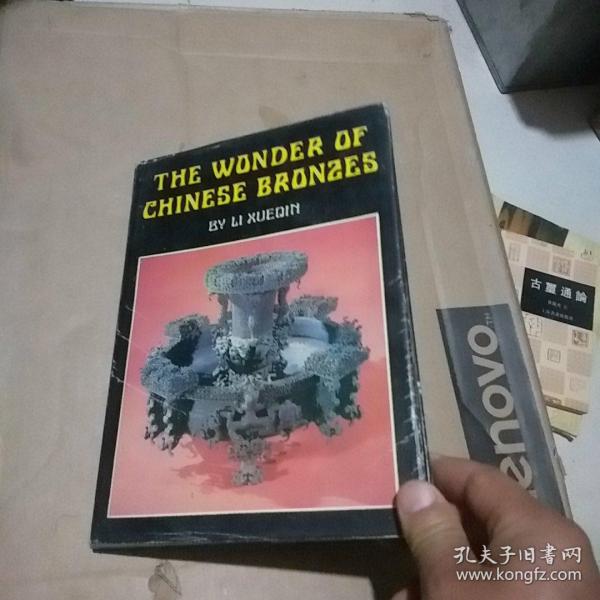 THE WONDER OF
CHINESE BRONZES
BY LI XUEQIN
古璽通論
lenovo
TM
孔夫子旧书网
www.kongfz.com